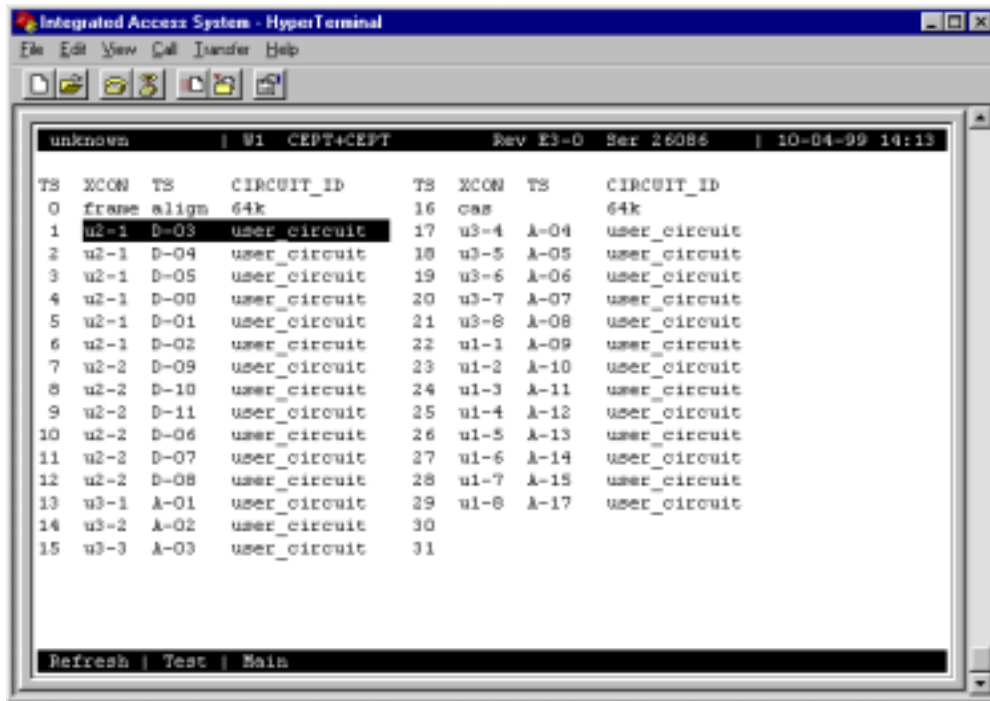 Integrated Access System - HyperTerminal
File Edit View Call Transfer Help
unknown | W1 CEPT+CEPT Rev E3-0 Ser 26086 | 10-04-99 14:13
TS XCON TS CIRCUIT_ID TS XCON TS CIRCUIT_ID
0 frame align 64k 16 cas 64k
1 u2-1 D-03 user_circuit 17 u3-4 A-04 user_circuit
2 u2-1 D-04 user_circuit 18 u3-5 A-05 user_circuit
3 u2-1 D-05 user_circuit 19 u3-6 A-06 user_circuit
4 u2-1 D-00 user_circuit 20 u3-7 A-07 user_circuit
5 u2-1 D-01 user_circuit 21 u3-8 A-08 user_circuit
6 u2-1 D-02 user_circuit 22 u1-1 A-09 user_circuit
7 u2-2 D-09 user_circuit 23 u1-2 A-10 user_circuit
8 u2-2 D-10 user_circuit 24 u1-3 A-11 user_circuit
9 u2-2 D-11 user_circuit 25 u1-4 A-12 user_circuit
10 u2-2 D-06 user_circuit 26 u1-5 A-13 user_circuit
11 u2-2 D-07 user_circuit 27 u1-6 A-14 user_circuit
12 u2-2 D-08 user_circuit 28 u1-7 A-15 user_circuit
13 u3-1 A-01 user_circuit 29 u1-8 A-17 user_circuit
14 u3-2 A-02 user_circuit 30
15 u3-3 A-03 user_circuit 31
Refresh | Test | Main